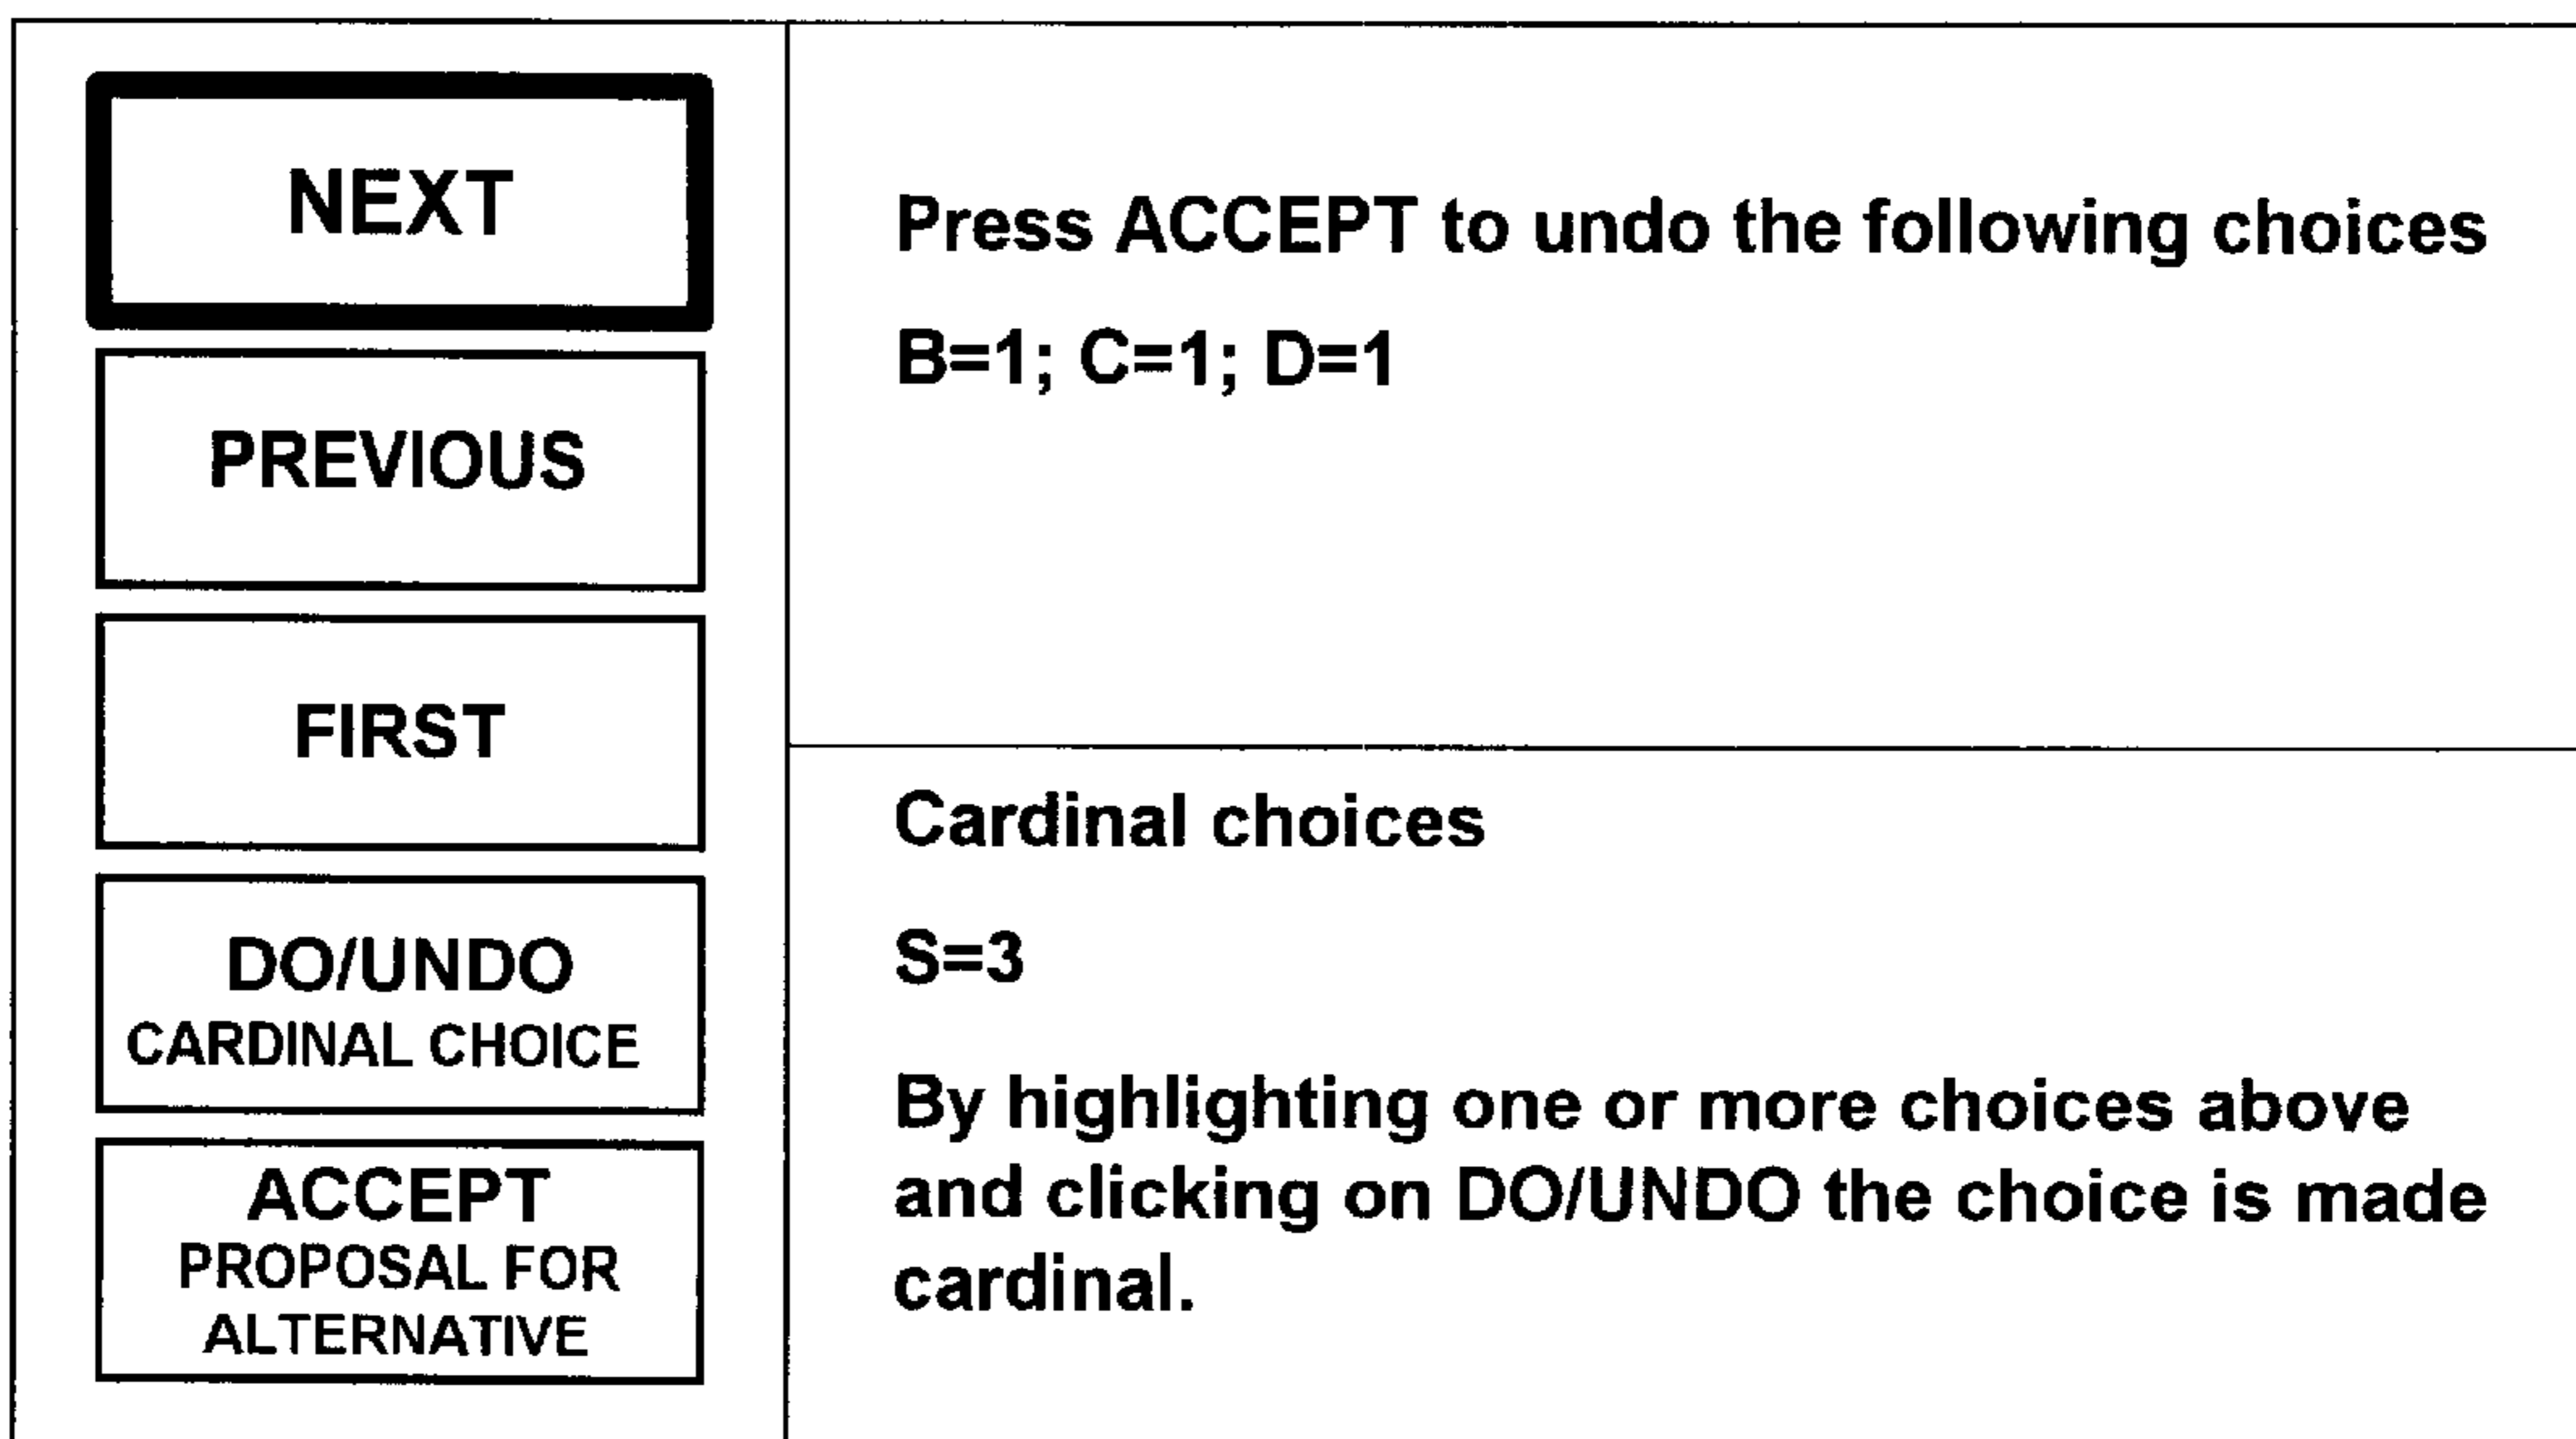 NEXT
PREVIOUS
FIRST
DO/UNDO
CARDINAL CHOICE
ACCEPT
PROPOSAL FOR
ALTERNATIVE
Press ACCEPT to undo the following choices
B=1; C=1; D=1
Cardinal choices
S=3
By highlighting one or more choices above
and clicking on DO/UNDO the choice is made
cardinal.